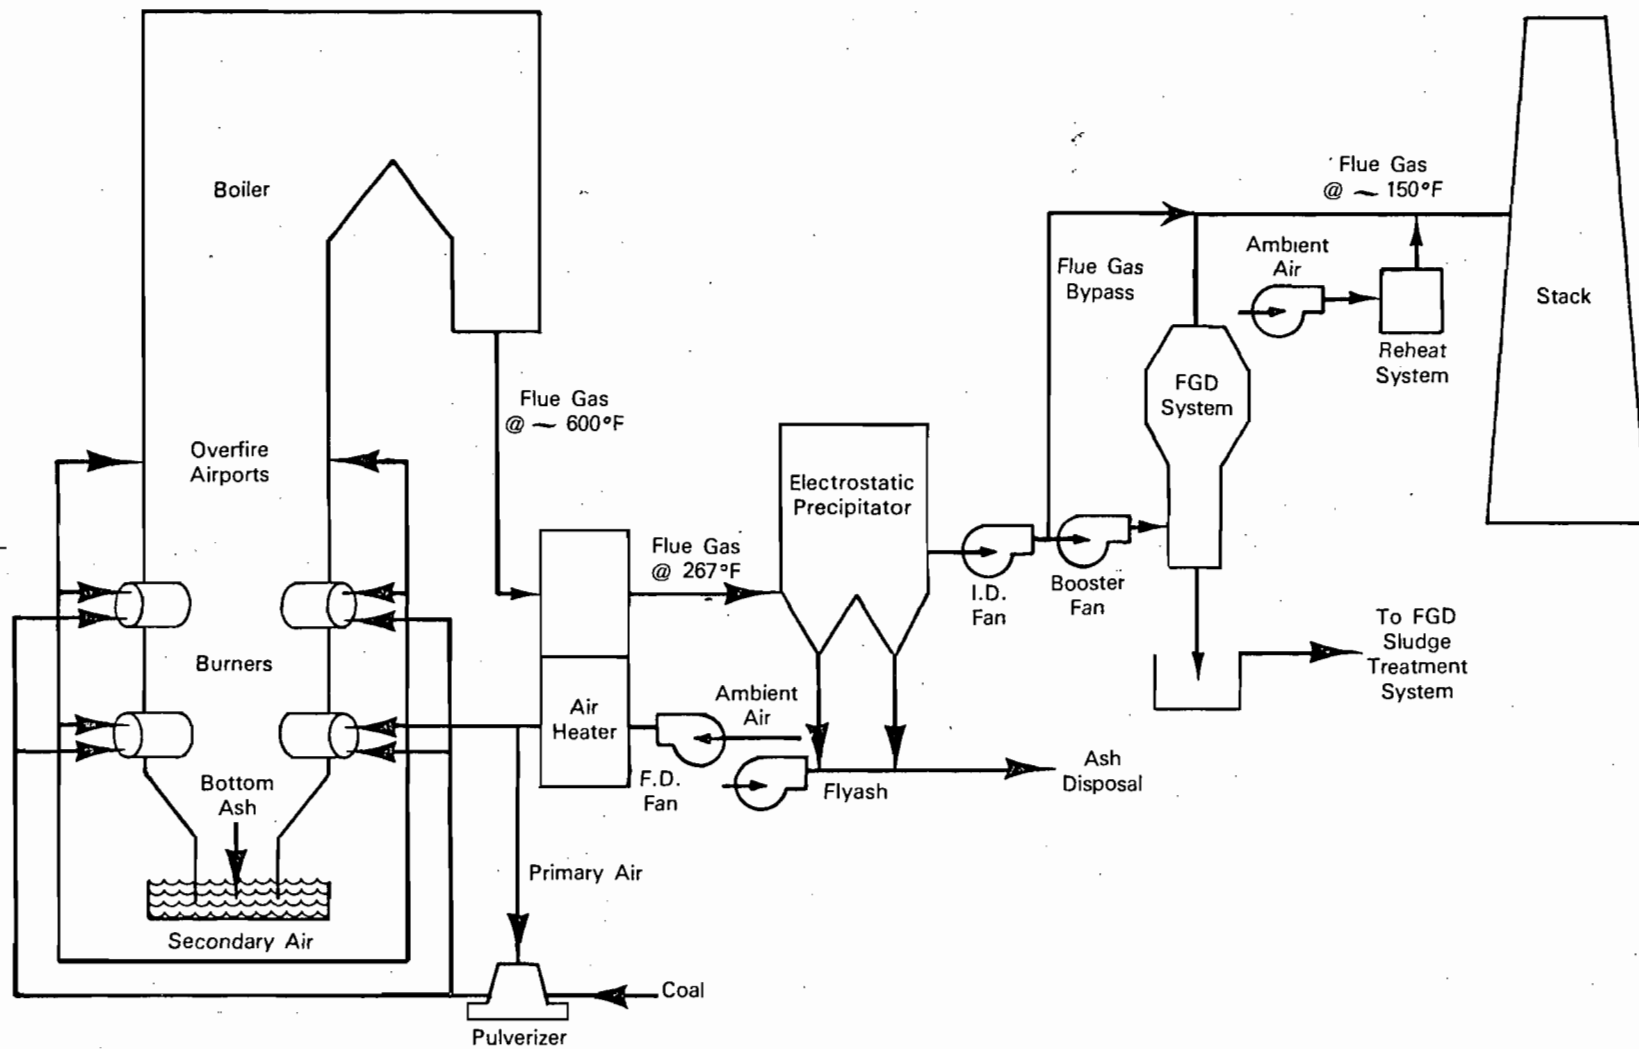 Boiler
Flue Gas
@ ~ 600°F
Overfire
Airports
Burners
Bottom
Ash
Secondary Air
Primary Air
Pulverizer
Coal
Air
Heater
Flue Gas
@ 267°F
Ambient
Air
F.D.
Fan
Electrostatic
Precipitator
Flyash
Ash
Disposal
I.D.
Fan
Booster
Fan
Flue Gas
Bypass
FGD
System
To FGD
Sludge
Treatment
System
Ambient
Air
Reheat
System
Flue Gas
@ ~ 150°F
Stack